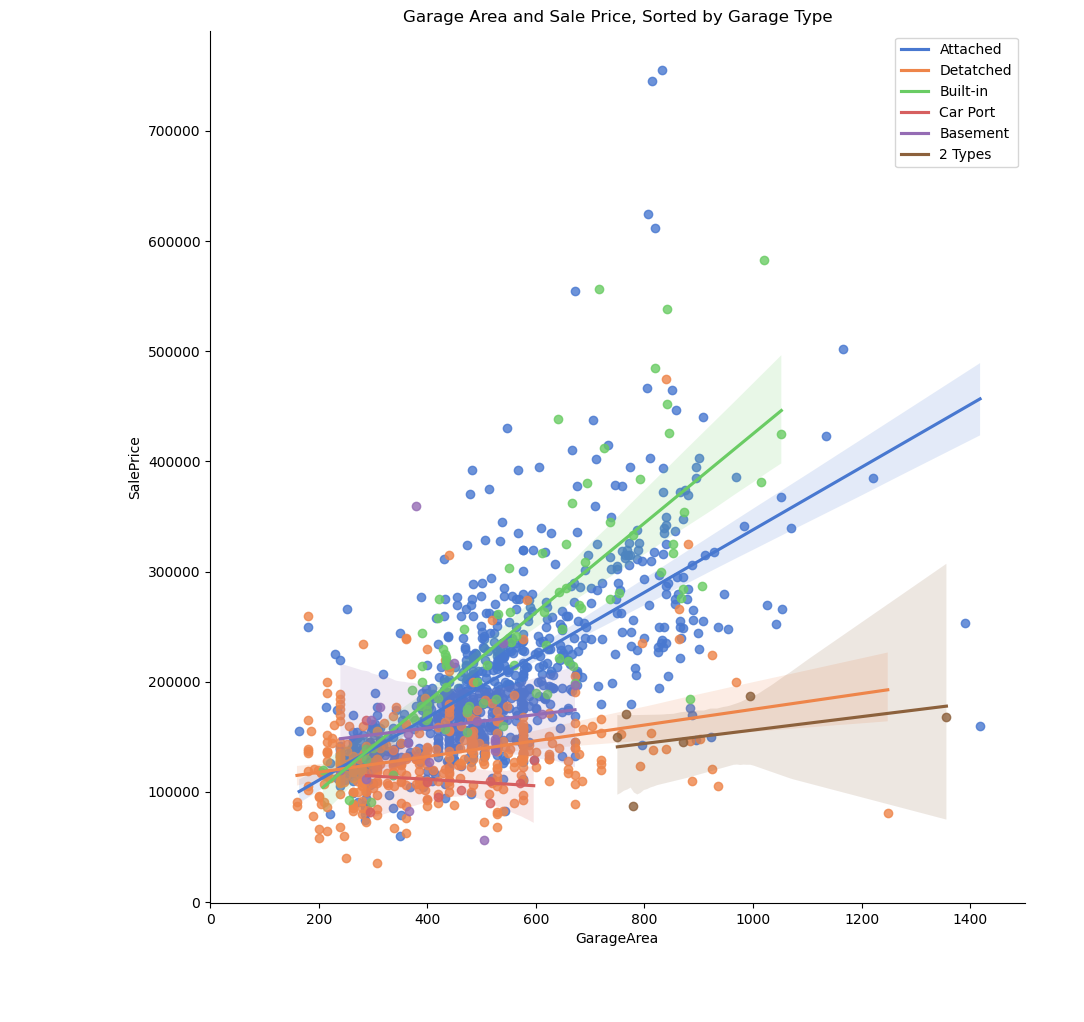 Garage Area and Sale Price, Sorted by Garage Type
Attached
Detatched
Built-in
Car Port
Basement
2 Types
SalePrice
700000
600000
500000
400000
300000
200000
100000
0
0 200 400 600 800 1000 1200 1400
GarageArea